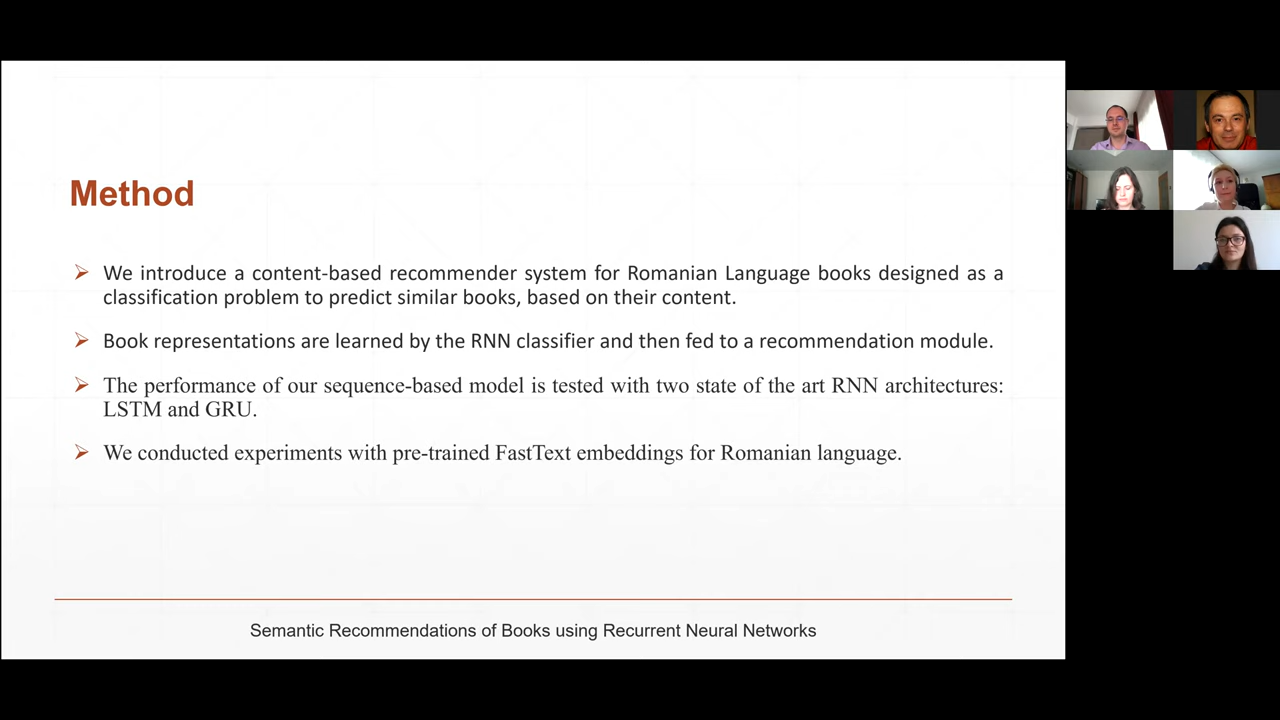 Method
We introduce a content-based recommender system for Romanian Language books designed as a
classification problem to predict similar books, based on their content.
Book representations are learned by the RNN classifier and then fed to a recommendation module.
The performance of our sequence-based model is tested with two state of the art RNN architectures:
LSTM and GRU.
We conducted experiments with pre-trained FastText embeddings for Romanian language.
Semantic Recommendations of Books using Recurrent Neural Networks